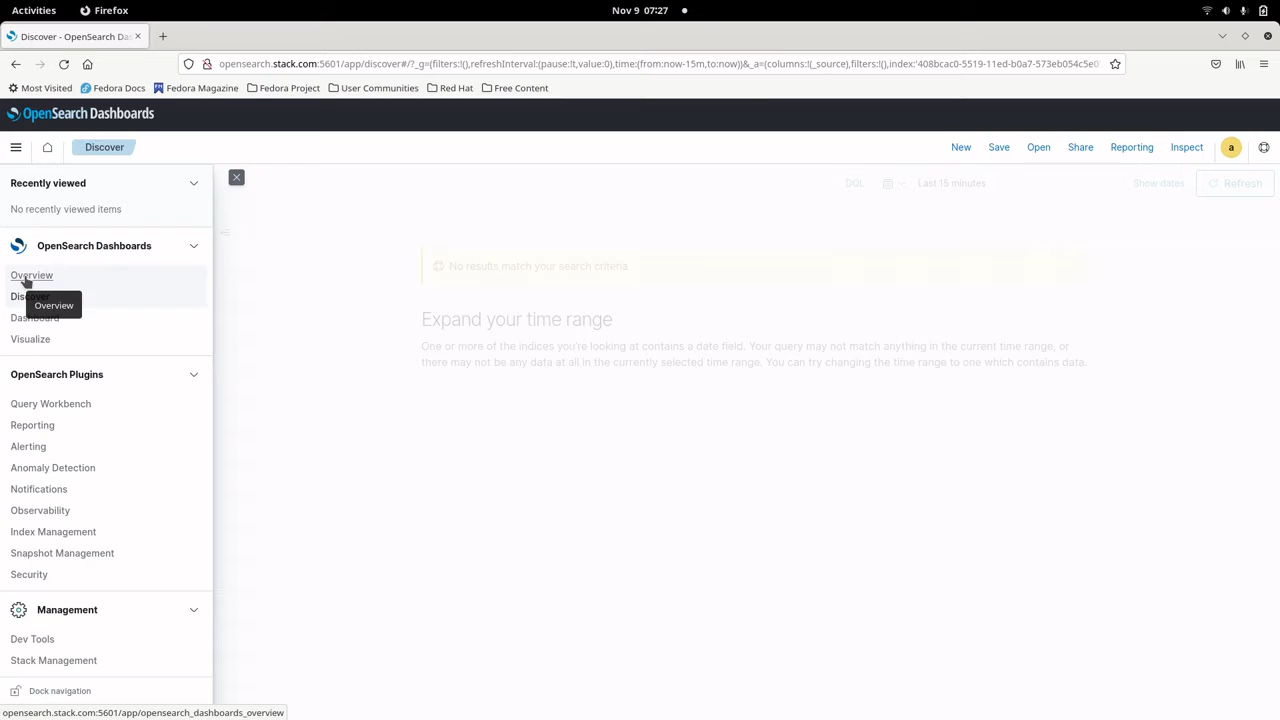 Activities
Firefox
Nov 9 07:27
Discover - OpenSearch Da
opensearch.stack.com:5601/app/discover#/?_g=(filters:!(),refreshInterval:(pause:!t,value:0),time:(from:now-15m,to:now))&_a=(columns:!(_source),filters:!(),index:'408bcac0-5519-11ed-b0a7-573eb054c5e0'
Most Visited
Fedora Docs
Fedora Magazine
Fedora Project
User Communities
Red Hat
Free Content
OpenSearch Dashboards
Discover
New
Save
Open
Share
Reporting
Inspect
a
Recently viewed
No recently viewed items
OpenSearch Dashboards
Overview
Discover
Overview
Dashboard
Visualize
OpenSearch Plugins
Query Workbench
Reporting
Alerting
Anomaly Detection
Notifications
Observability
Index Management
Snapshot Management
Security
Management
Dev Tools
Stack Management
Dock navigation
opensearch.stack.com:5601/app/opensearch_dashboards_overview
DQL
Last 15 minutes
Show dates
Refresh
No results match your search criteria
Expand your time range
One or more of the indices you're looking at contains a date field. Your query may not match anything in the current time range, or
there may not be any data at all in the currently selected time range. You can try changing the time range to one which contains data.